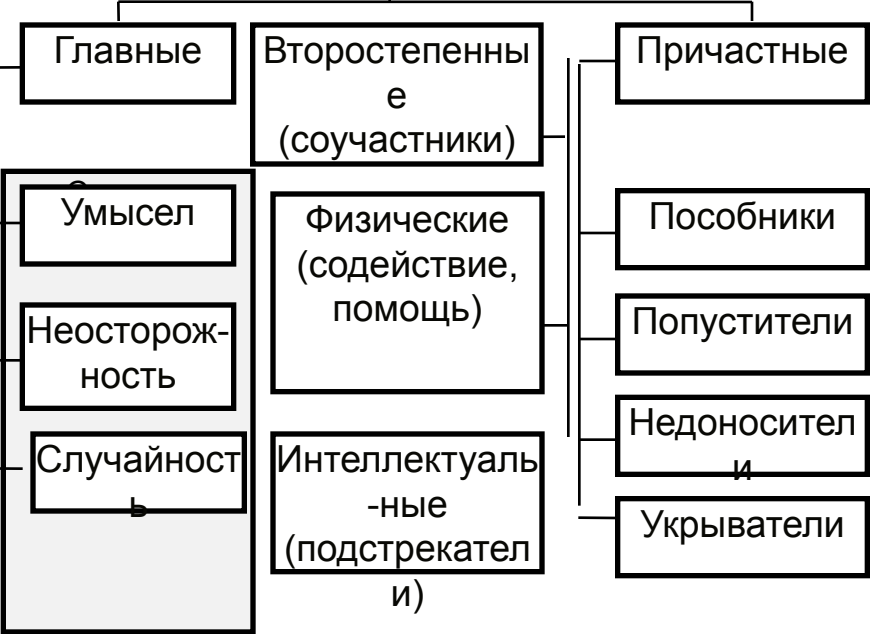 Главные
Второстепенны
е
(соучастники)
Причастные
Умысел
Неосторож-
ность
Случайност
ь
Физические
(содействие,
помощь)
Интеллектуаль
-ные
(подстрекател
и)
Пособники
Попустители
Недоносител
и
Укрыватели